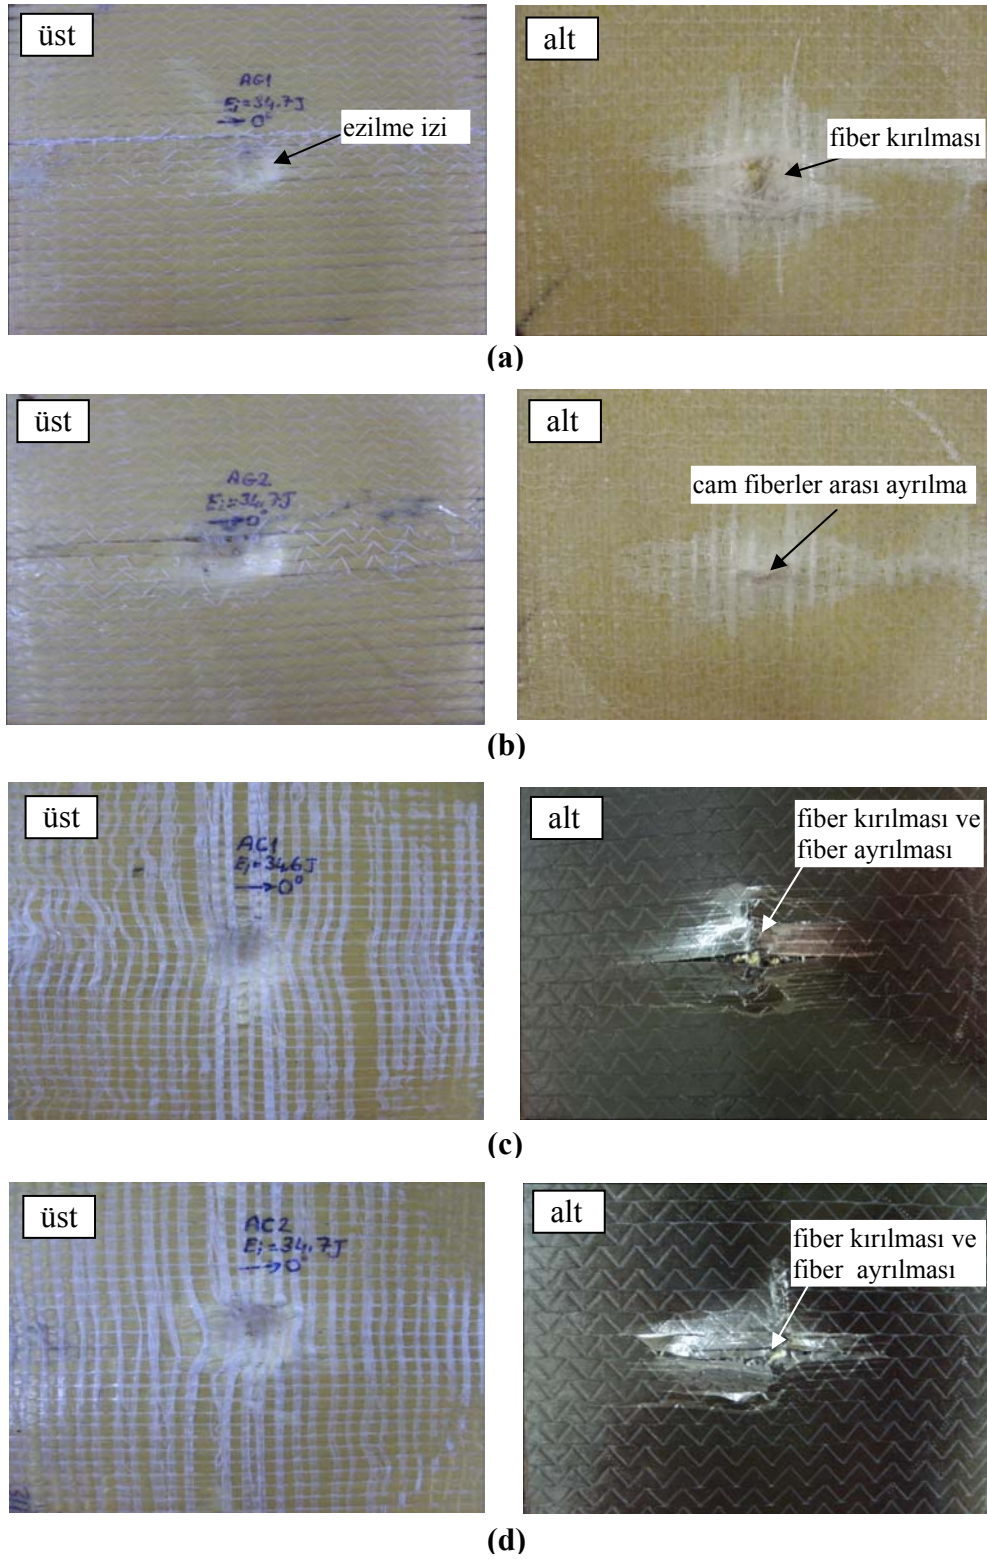 üst
AG1
Ei=34.7J
→ 0°
ezilme izi
alt
fiber kırılması
(a)
üst
AG2
Ei=34,7J
→ 0°
alt
cam fiberler arası ayrılma
(b)
üst
AC1
Ei=34.6J
→ 0°
alt
fiber kırılması ve
fiber ayrılması
(c)
üst
AC2
Ei=34.7J
→ 0°
alt
fiber kırılması ve
fiber ayrılması
(d)